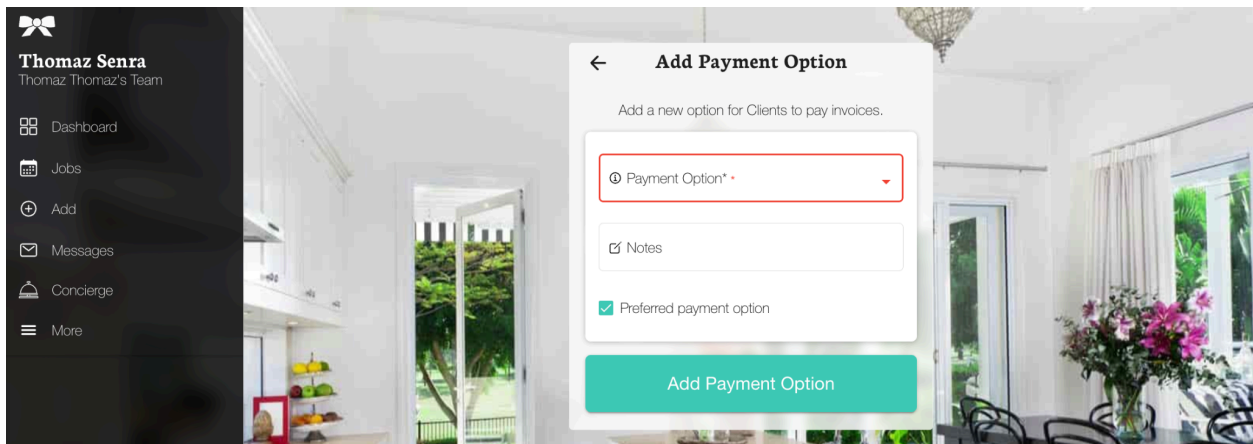 Thomaz Senra
Thomaz Thomaz's Team
Dashboard
Jobs
Add
Messages
Concierge
More
Add Payment Option
Add a new option for Clients to pay invoices.
Payment Option* *
Notes
Preferred payment option
Add Payment Option